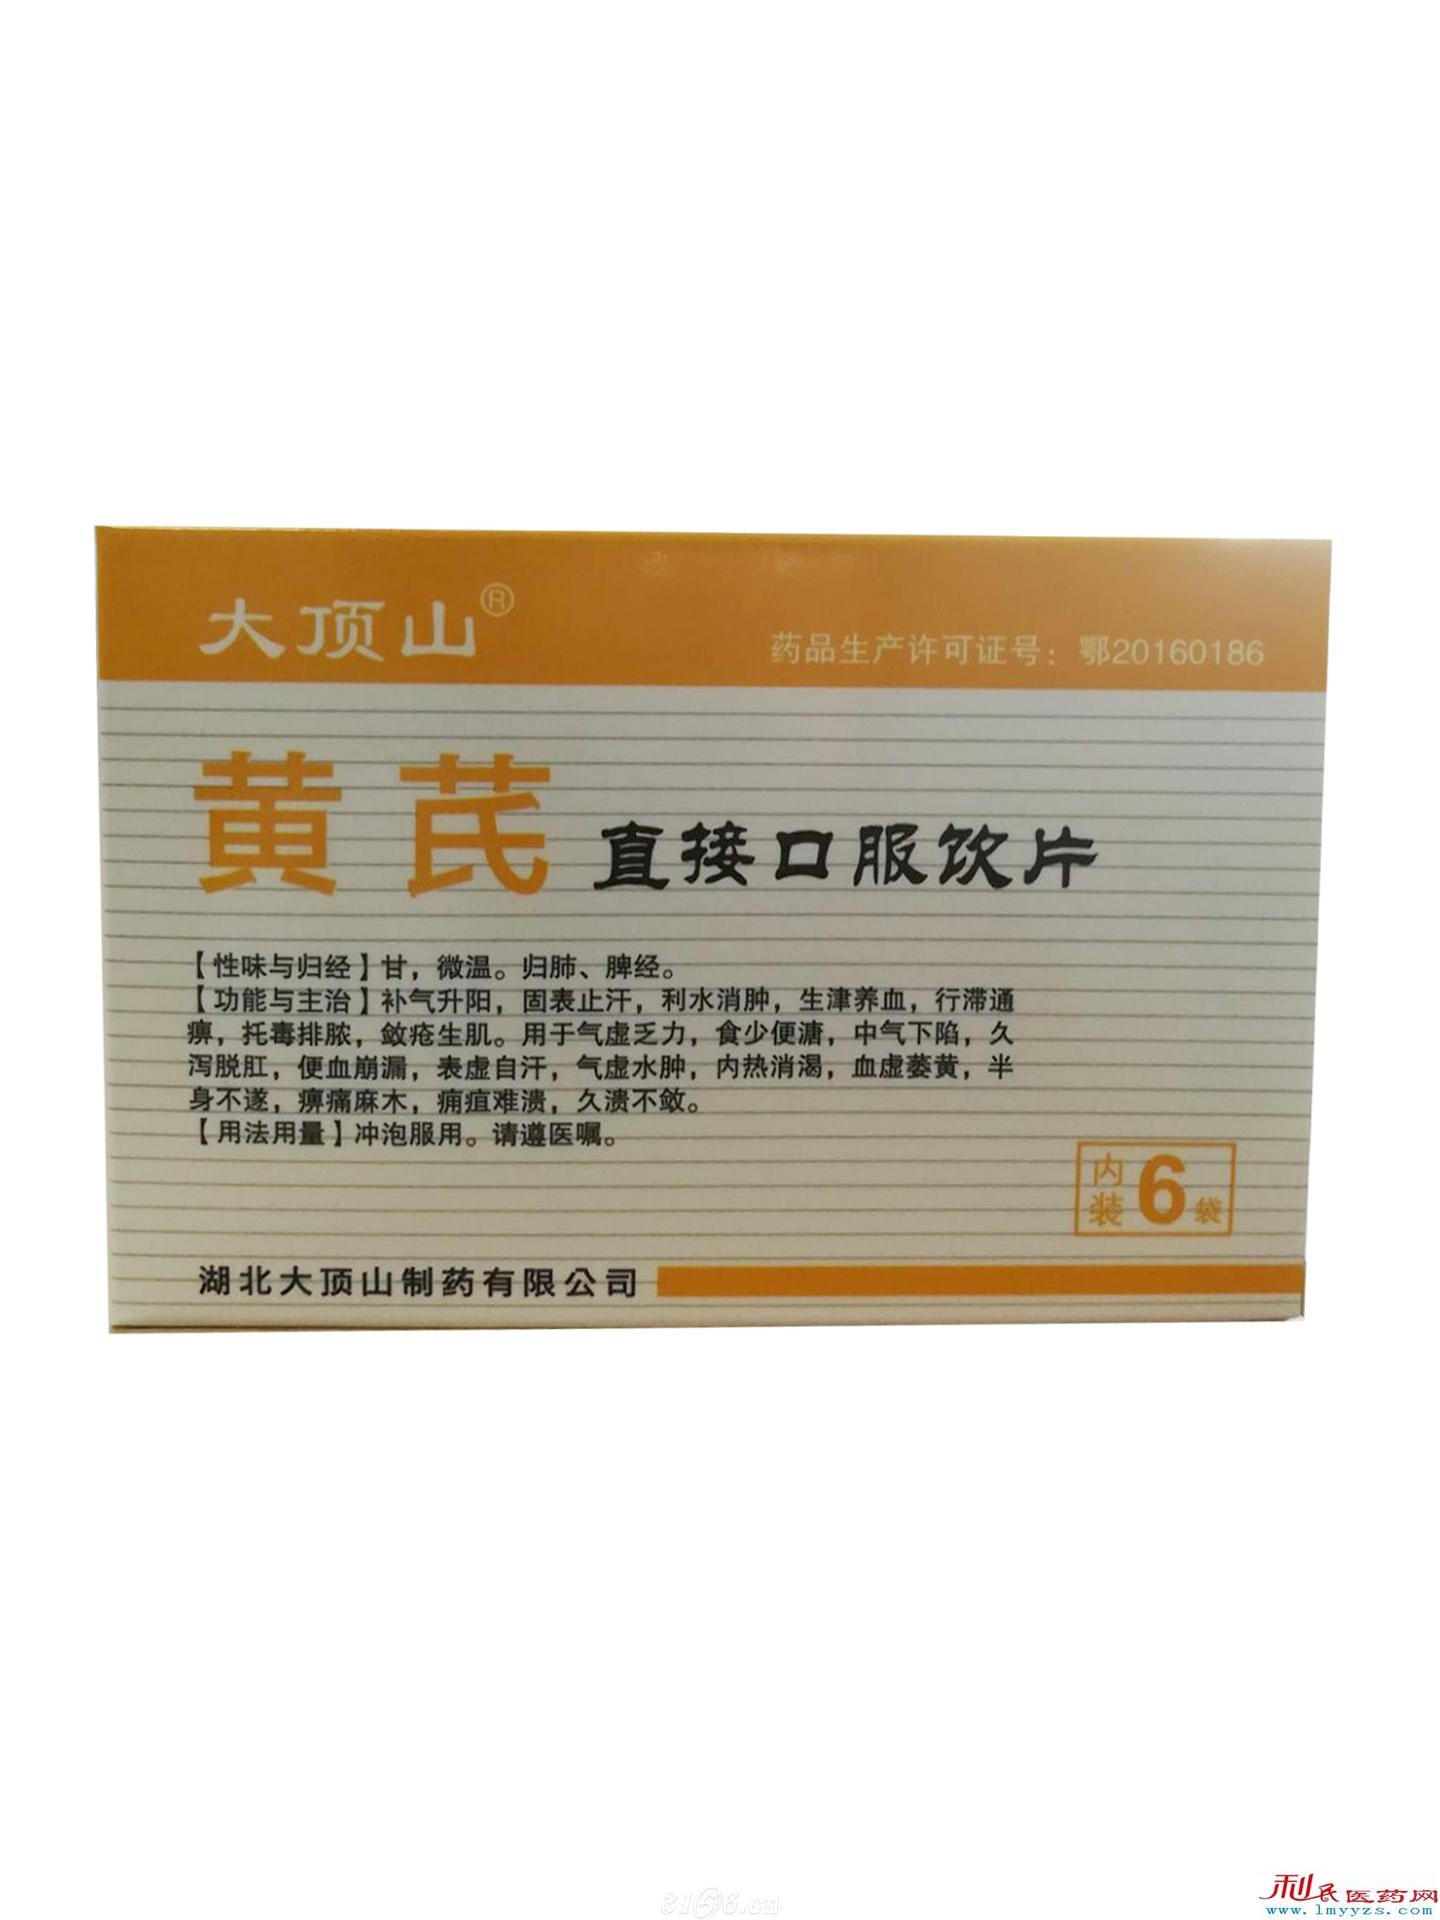 大顶山®
药品生产许可证号：鄂20160186
黄芪 直接口服饮片
【性味与归经】甘，微温。归肺、脾经。
【功能与主治】补气升阳，固表止汗，利水消肿，生津养血，行滞通
痹，托毒排脓，敛疮生肌。用于气虚乏力，食少便溏，中气下陷，久
泻脱肛，便血崩漏，表虚自汗，气虚水肿，内热消渴，血虚萎黄，半
身不遂，痹痛麻木，痈疽难溃，久溃不敛。
【用法用量】冲泡服用。请遵医嘱。
内装6袋
湖北大顶山制药有限公司
3156.cn
利民医药网
www.lmyyzs.com